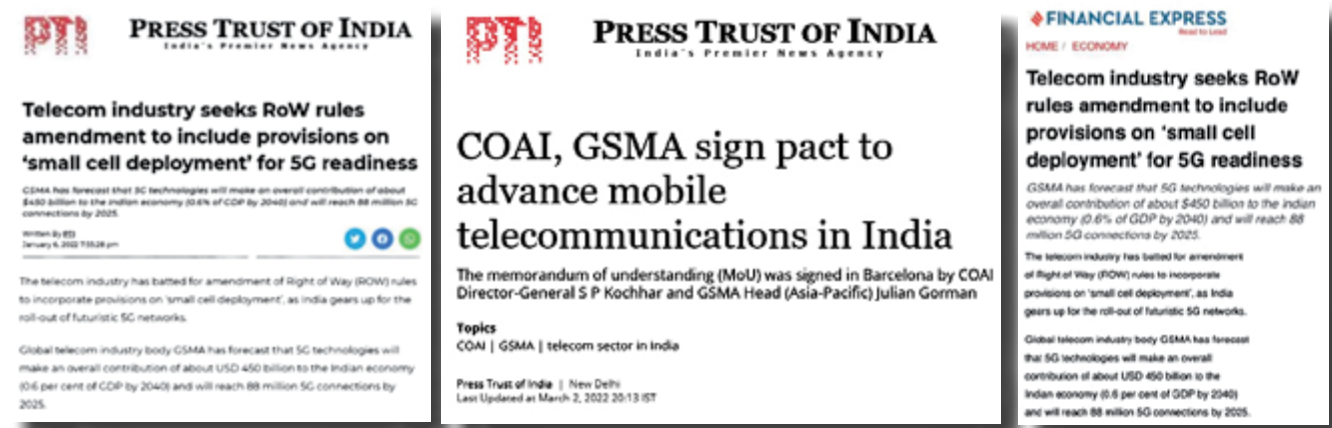 PTI
PRESS TRUST OF INDIA
India's Premier News Agency
Telecom industry seeks RoW rules
amendment to include provisions on
‘small cell deployment’ for 5G readiness
GSMA has forecast that 5G technologies will make an overall contribution of about
$450 billion to the Indian economy (0.6% of GDP by 2040) and will reach 88 million 5G
connections by 2025.
Written By PTI
January 6, 2022 7:55:28 pm
The telecom industry has batted for amendment of Right of Way (ROW) rules
to incorporate provisions on 'small cell deployment', as India gears up for the
roll-out of futuristic 5G networks.
Global telecom industry body GSMA has forecast that 5G technologies will
make an overall contribution of about USD 450 billion to the Indian economy
(0.6 per cent of GDP by 2040) and will reach 88 million 5G connections by
2025.
PTI
PRESS TRUST OF INDIA
India's Premier News Agency
COAI, GSMA sign pact to
advance mobile
telecommunications in India
The memorandum of understanding (MoU) was signed in Barcelona by COAI
Director-General S P Kochhar and GSMA Head (Asia-Pacific) Julian Gorman
Topics
COAI | GSMA | telecom sector in India
Press Trust of India | New Delhi
Last Updated at March 2, 2022 20:13 IST
FINANCIAL EXPRESS
Read to Lead
HOME / ECONOMY
Telecom industry seeks RoW
rules amendment to include
provisions on ‘small cell
deployment’ for 5G readiness
GSMA has forecast that 5G technologies will make an
overall contribution of about $450 billion to the Indian
economy (0.6% of GDP by 2040) and will reach 88
million 5G connections by 2025.
The telecom industry has batted for amendment
of Right of Way (ROW) rules to incorporate
provisions on 'small cell deployment', as India
gears up for the roll-out of futuristic 5G networks.
Global telecom industry body GSMA has forecast
that 5G technologies will make an overall
contribution of about USD 450 billion to the
Indian economy (0.6 per cent of GDP by 2040)
and will reach 88 million 5G connections by 2025.